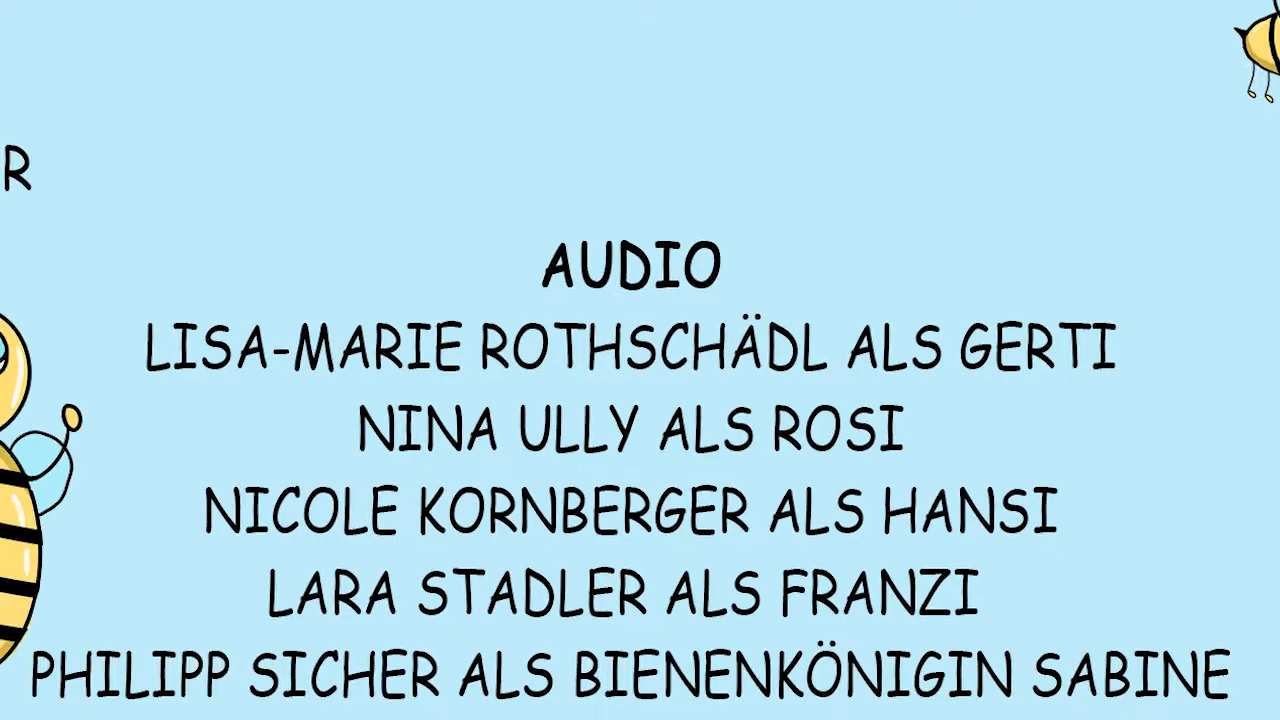 R
AUDIO
LISA-MARIE ROTHSCHÄDL ALS GERTI
NINA ULLY ALS ROSI
NICOLE KORNBERGER ALS HANSI
LARA STADLER ALS FRANZI
PHILIPP SICHER ALS BIENENKÖNIGIN SABINE